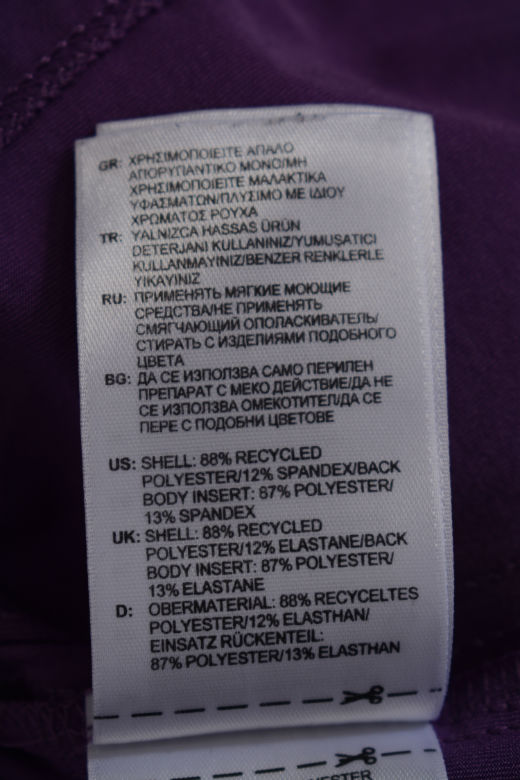 GR: ΧΡΗΣΙΜΟΠΟΙΕΙΤΕ ΑΠΑΛΟ
ΑΠΟΡΥΠΑΝΤΙΚΟ ΜΟΝΟ/ΜΗ
ΧΡΗΣΙΜΟΠΟΙΕΙΤΕ ΜΑΛΑΚΤΙΚΑ
ΥΦΑΣΜΑΤΩΝ/ΠΛΥΣΙΜΟ ΜΕ ΙΔΙΟΥ
ΧΡΩΜΑΤΟΣ ΡΟΥΧΑ
TR: YALNIZCA HASSAS ÜRÜN
DETERJANI KULLANINIZ/YUMUŞATICI
KULLANMAYINIZ/BENZER RENKLERLE
YIKAYINIZ
RU: ПРИМЕНЯТЬ МЯГКИЕ МОЮЩИЕ
СРЕДСТВА/НЕ ПРИМЕНЯТЬ
СМЯГЧАЮЩИЙ ОПОЛАСКИВАТЕЛЬ/
СТИРАТЬ С ИЗДЕЛИЯМИ ПОДОБНОГО
ЦВЕТА
BG: ДА СЕ ИЗПОЛЗВА САМО ПЕРИЛЕН
ПРЕПАРАТ С МЕКО ДЕЙСТВИЕ/ДА НЕ
СЕ ИЗПОЛЗВА ОМЕКОТИТЕЛ/ДА СЕ
ПЕРЕ С ПОДОБНИ ЦВЕТОВЕ
US: SHELL: 88% RECYCLED
POLYESTER/12% SPANDEX/BACK
BODY INSERT: 87% POLYESTER/
13% SPANDEX
UK: SHELL: 88% RECYCLED
POLYESTER/12% ELASTANE/BACK
BODY INSERT: 87% POLYESTER/
13% ELASTANE
D: OBERMATERIAL: 88% RECYCELTES
POLYESTER/12% ELASTHAN/
EINSATZ RÜCKENTEIL:
87% POLYESTER/13% ELASTHAN